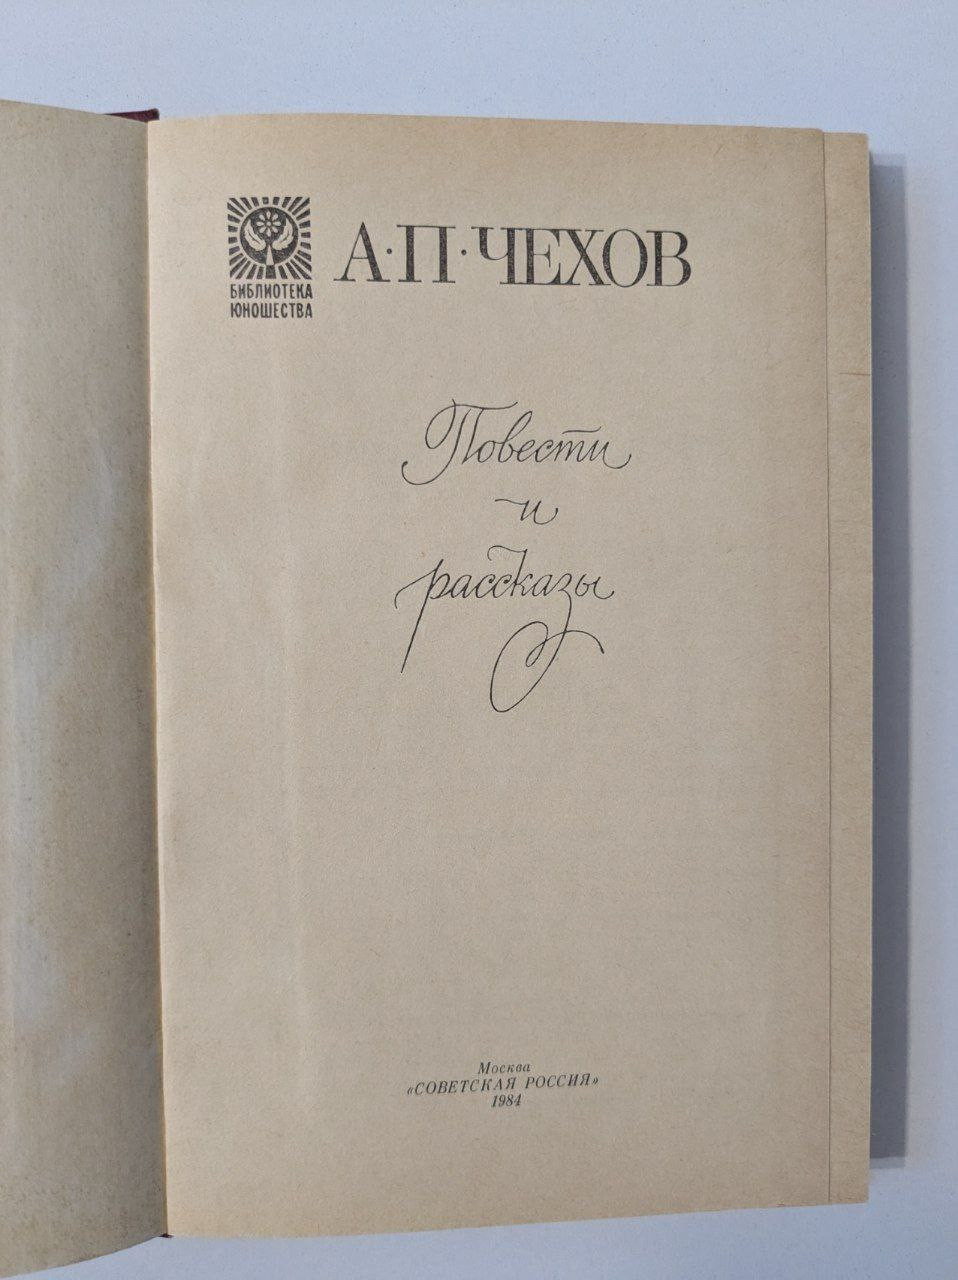 БИБЛИОТЕКА
ЮНОШЕСТВА
А·П·ЧЕХОВ
Повести
и
рассказы
Москва
«СОВЕТСКАЯ РОССИЯ»
1984